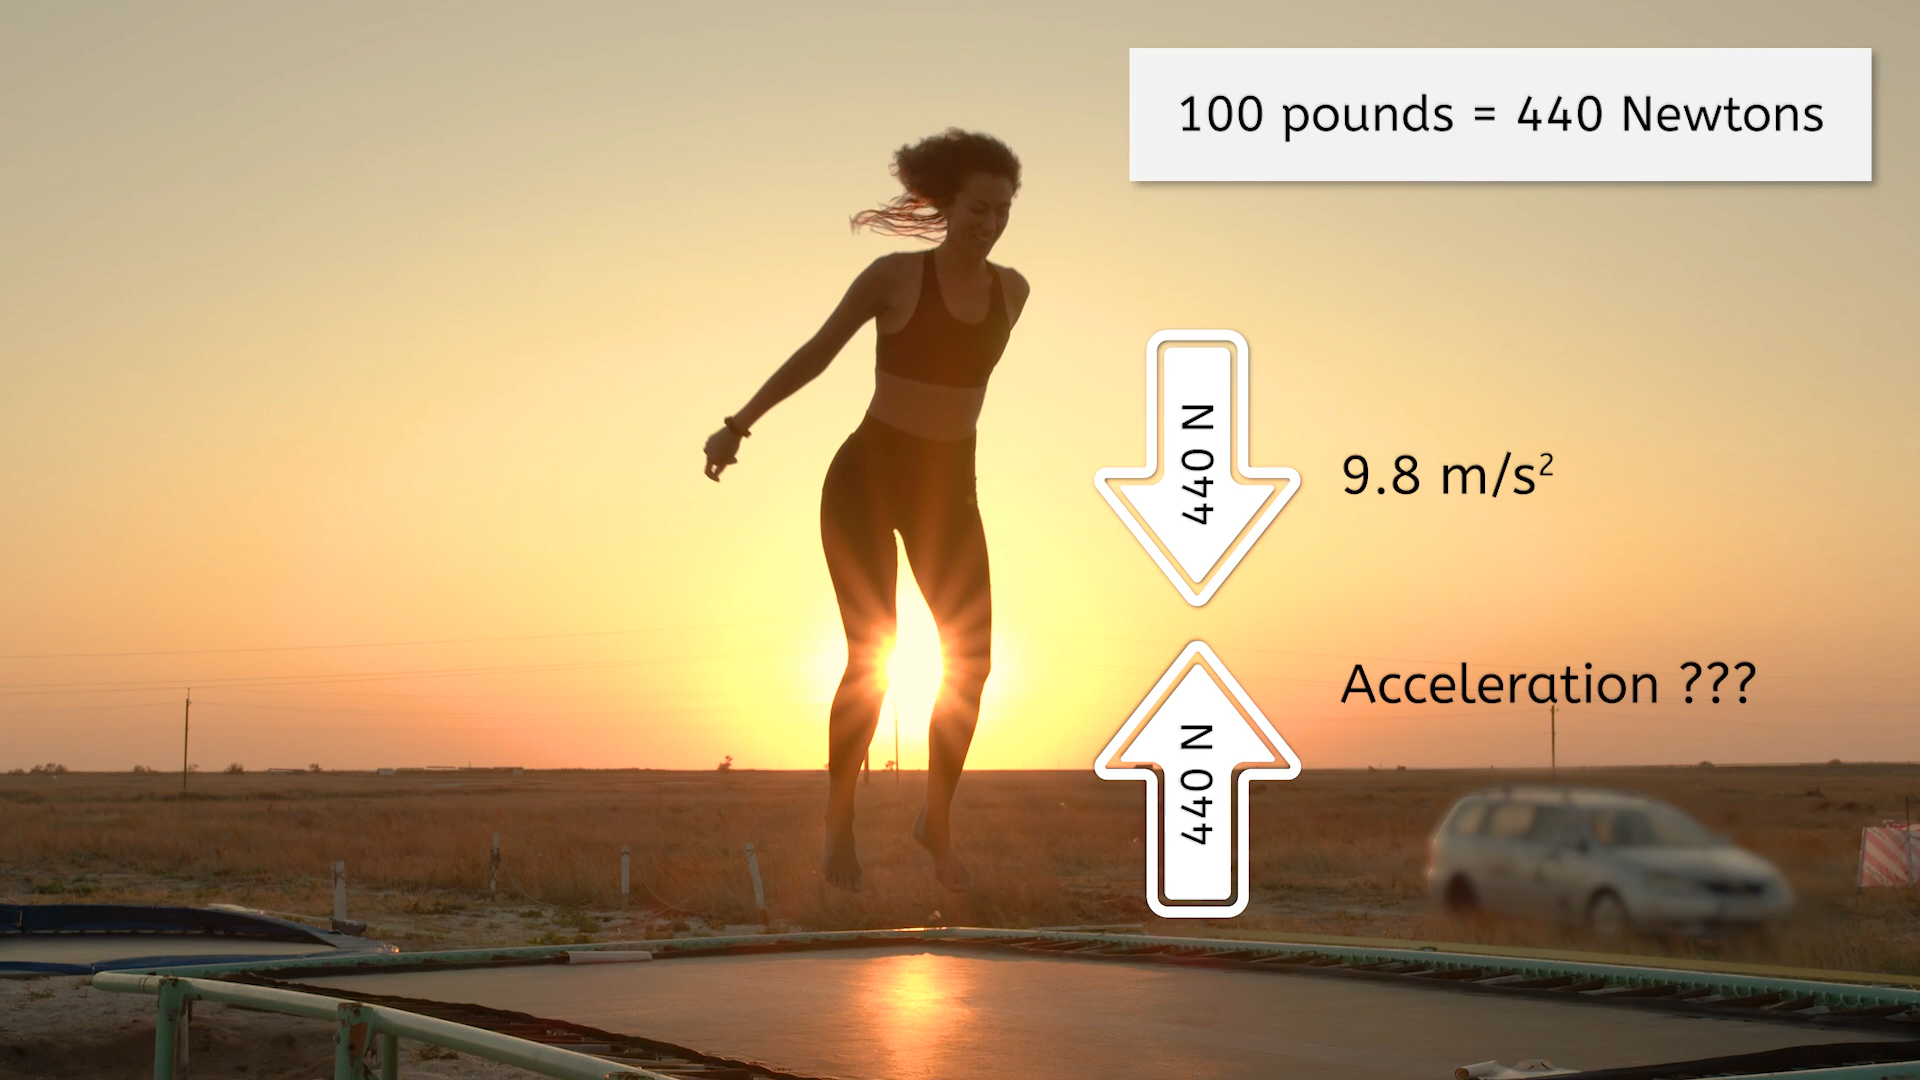 100 pounds = 440 Newtons
440 N
9.8 m/s²
Acceleration ???
440 N